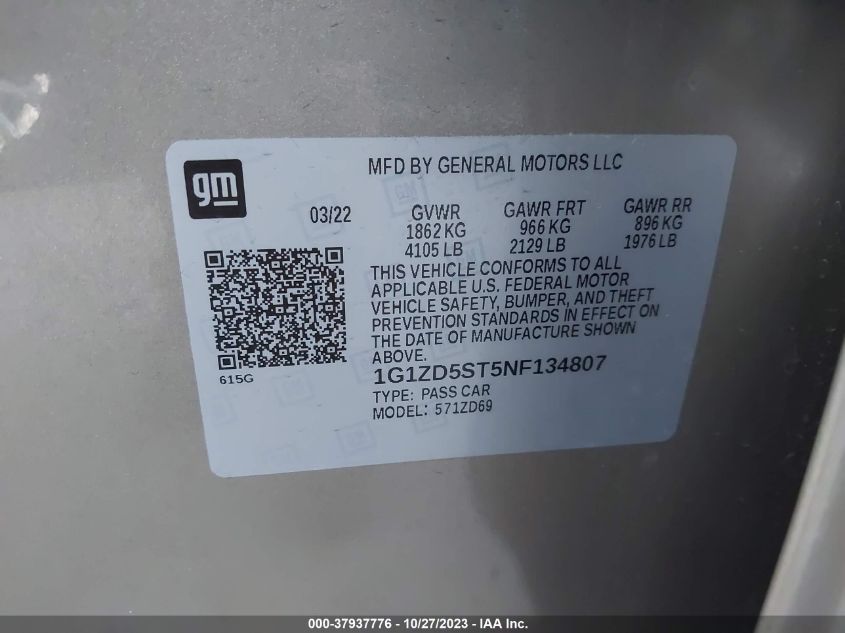 gm
MFD BY GENERAL MOTORS LLC
03/22
GVWR GAWR FRT GAWR RR
1862 KG 966 KG 896 KG
4105 LB 2129 LB 1976 LB
THIS VEHICLE CONFORMS TO ALL
APPLICABLE U.S. FEDERAL MOTOR
VEHICLE SAFETY, BUMPER, AND THEFT
PREVENTION STANDARDS IN EFFECT ON
THE DATE OF MANUFACTURE SHOWN
ABOVE.
615G
1G1ZD5ST5NF134807
TYPE: PASS CAR
MODEL: 571ZD69
000-37937776 - 10/27/2023 - IAA Inc.